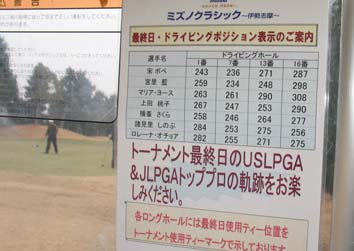 ミズノクラシック～伊勢志摩～
最終日・ドライビングポジション表示のご案内
選手名 ドライビングホール
1番 7番 13番 16番
宋 ボベ 243 236 271 287
宮里 藍 259 234 248 298
マリア・ヨース 263 261 290 308
上田 桃子 247 263 251 290
横峯 さくら 258 288 253 291
諸見里 しのぶ 284 253 271 275
ローレーナ・オチョア 282 255 275 276
トーナメント最終日のUSLPGA
&JLPGAトッププロの軌跡をお楽
しみください。
各ロングホールには最終日使用ティー位置を
トーナメント使用ティーマークで示しております